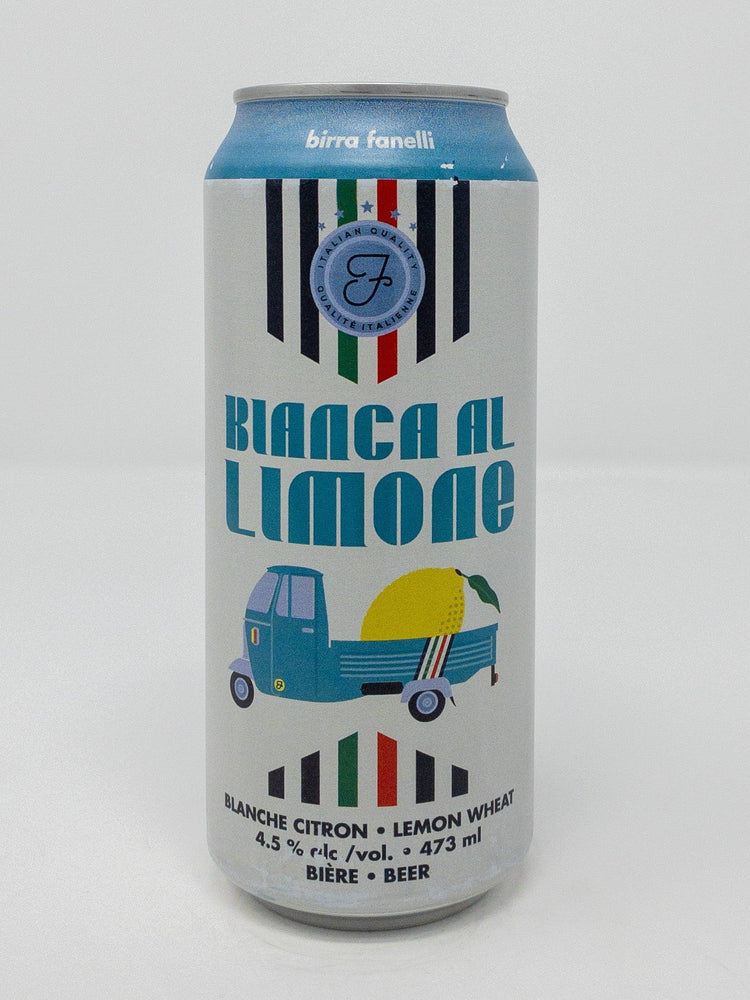 birra fanelli
ITALIAN QUALITY
F
QUALITÉ ITALIENNE
BIANCA AL
LIMONE
BLANCHE CITRON • LEMON WHEAT
4.5 % alc /vol. • 473 ml
BIÈRE • BEER